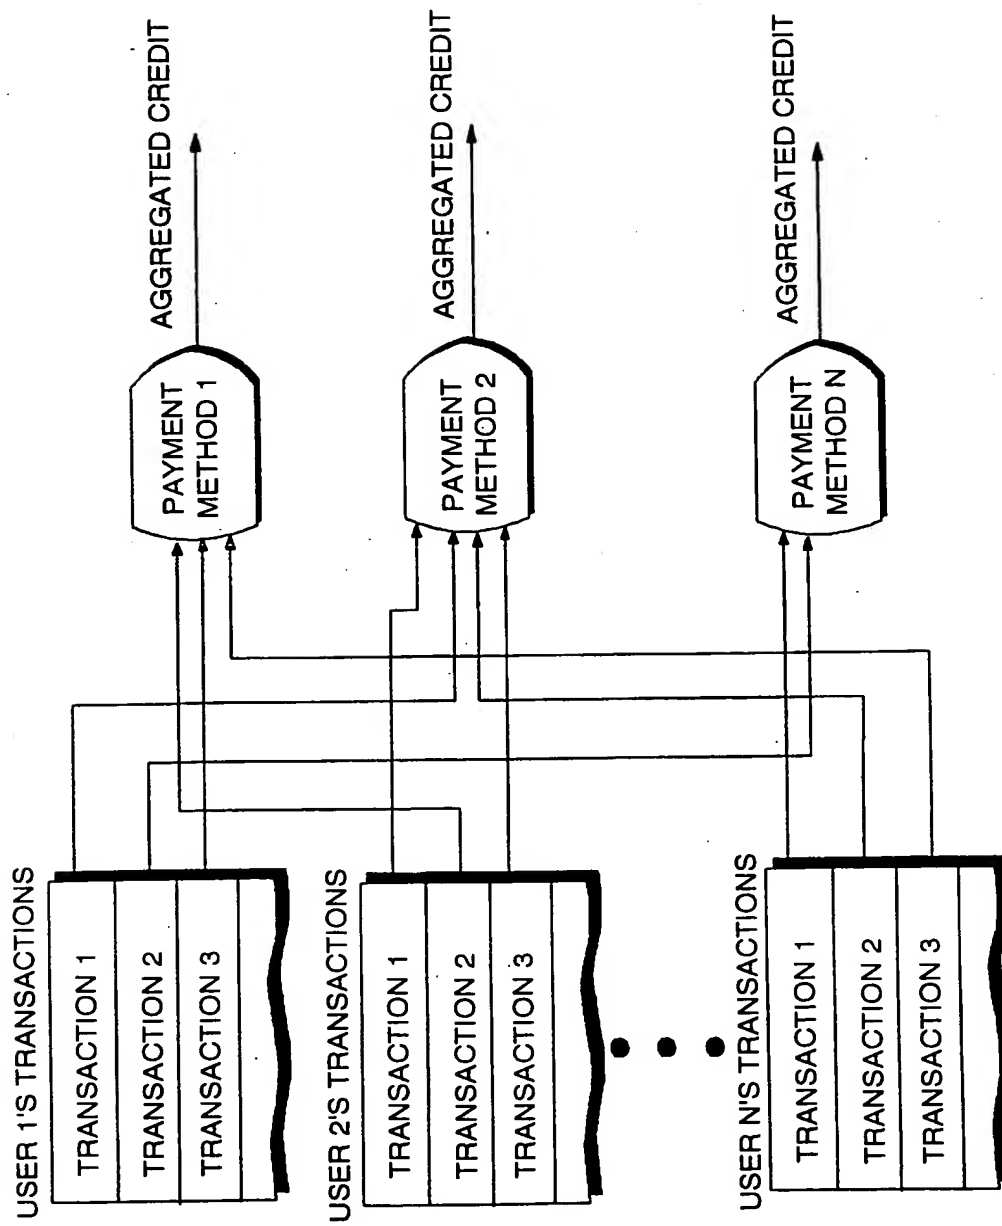 USER 1'S TRANSACTIONS
TRANSACTION 1
TRANSACTION 2
TRANSACTION 3
USER 2'S TRANSACTIONS
TRANSACTION 1
TRANSACTION 2
TRANSACTION 3
USER N'S TRANSACTIONS
TRANSACTION 1
TRANSACTION 2
TRANSACTION 3
PAYMENT
METHOD 1
PAYMENT
METHOD 2
PAYMENT
METHOD N
AGGREGATED CREDIT
AGGREGATED CREDIT
AGGREGATED CREDIT